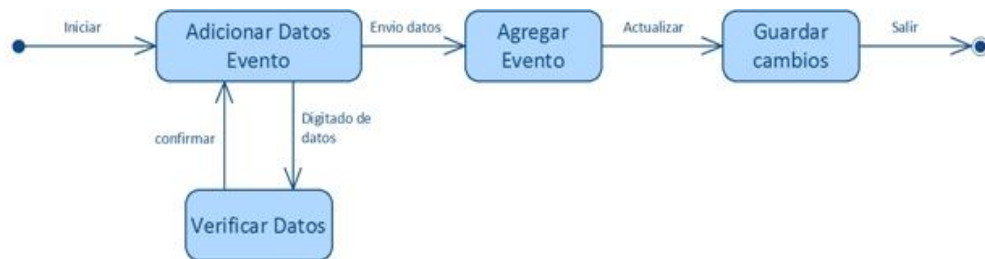 Iniciar
Adicionar Datos
Evento
Envio datos
Agregar
Evento
Actualizar
Guardar
cambios
Salir
confirmar
Digitado de
datos
Verificar Datos